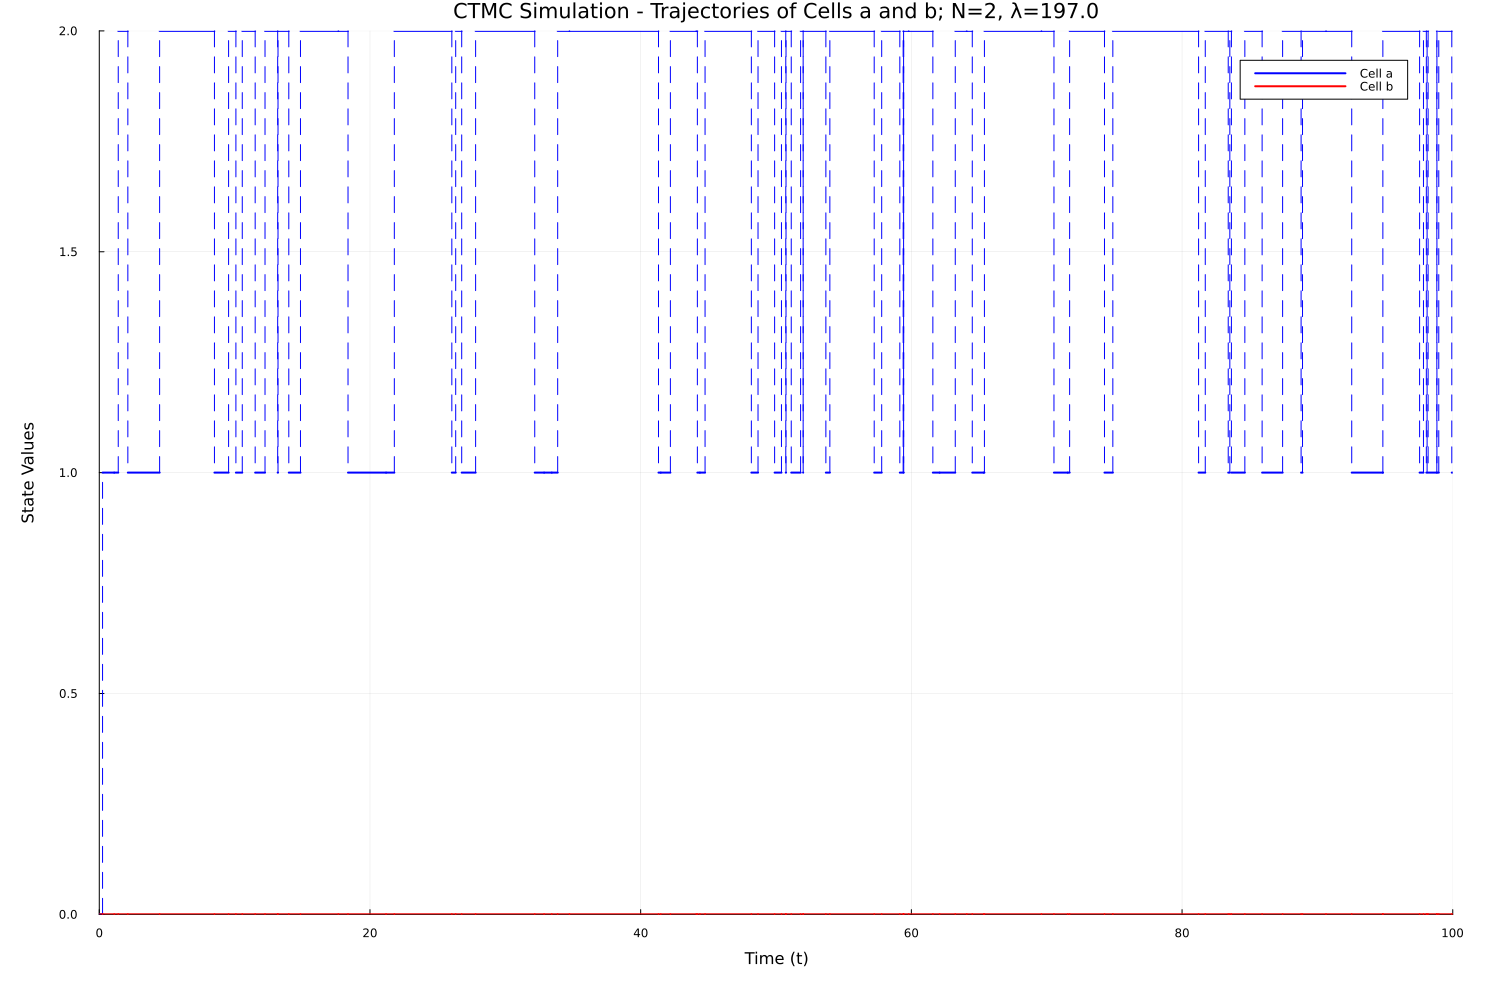 CTMC Simulation - Trajectories of Cells a and b; N=2, λ=197.0
Cell a
Cell b
2.0
1.5
1.0
0.5
0.0
State Values
0 20 40 60 80 100
Time (t)